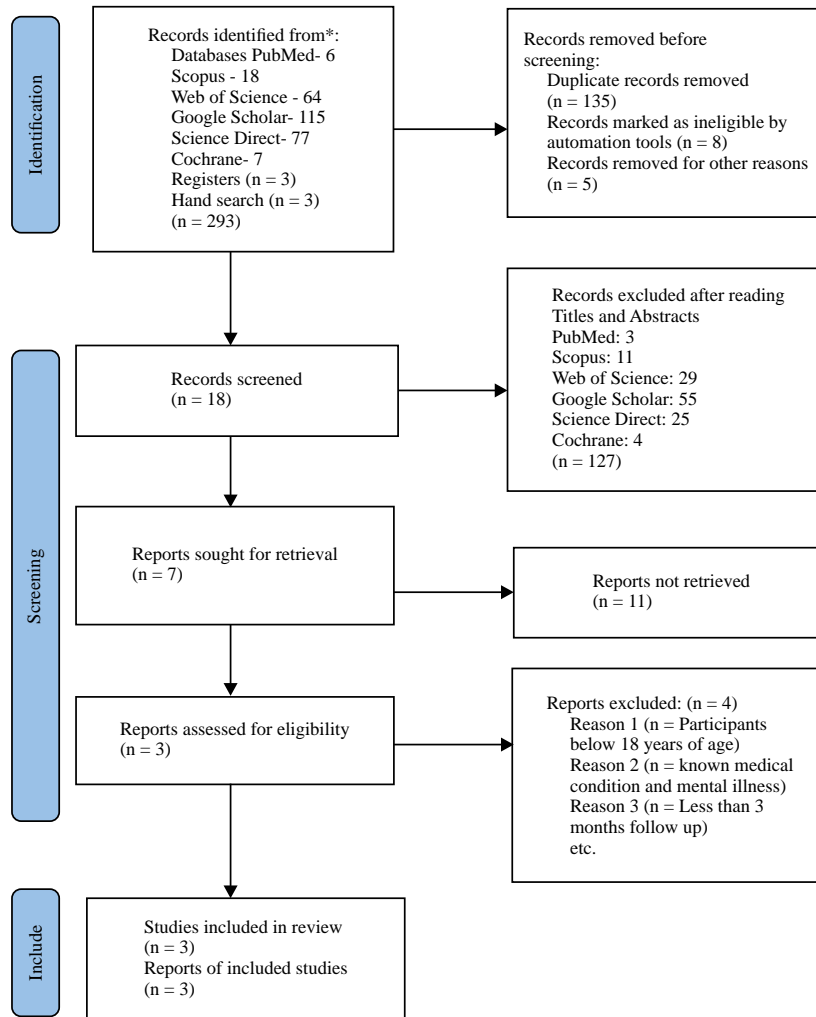 Identification
Records identified from*:
Databases PubMed- 6
Scopus - 18
Web of Science - 64
Google Scholar- 115
Science Direct- 77
Cochrane- 7
Registers (n = 3)
Hand search (n = 3)
(n = 293)
Records removed before
screening:
Duplicate records removed
(n = 135)
Records marked as ineligible by
automation tools (n = 8)
Records removed for other reasons
(n = 5)
Screening
Records screened
(n = 18)
Records excluded after reading
Titles and Abstracts
PubMed: 3
Scopus: 11
Web of Science: 29
Google Scholar: 55
Science Direct: 25
Cochrane: 4
(n = 127)
Reports sought for retrieval
(n = 7)
Reports not retrieved
(n = 11)
Reports assessed for eligibility
(n = 3)
Reports excluded: (n = 4)
Reason 1 (n = Participants
below 18 years of age)
Reason 2 (n = known medical
condition and mental illness)
Reason 3 (n = Less than 3
months follow up)
etc.
Include
Studies included in review
(n = 3)
Reports of included studies
(n = 3)